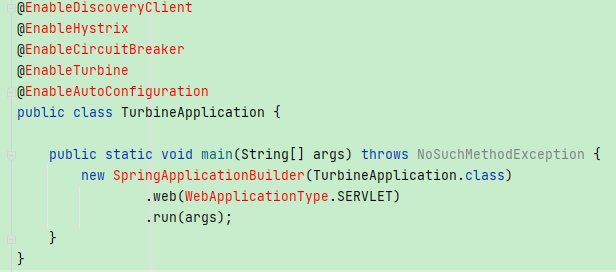 @EnableDiscoveryClient
@EnableHystrix
@EnableCircuitBreaker
@EnableTurbine
@EnableAutoConfiguration
public class TurbineApplication {
    public static void main(String[] args) throws NoSuchMethodException {
        new SpringApplicationBuilder(TurbineApplication.class)
                .web(WebApplicationType.SERVLET)
                .run(args);
    }
}